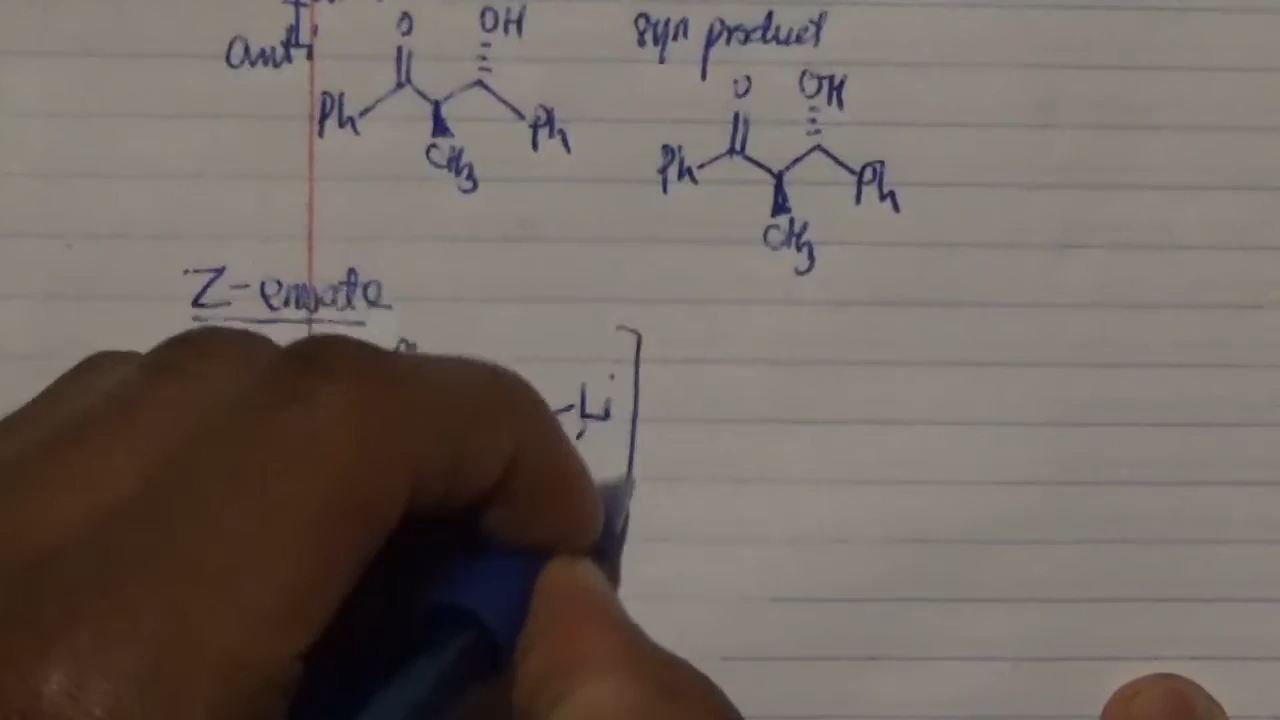 anti
O
OH
Ph
Ph
CH3
syn product
O
OH
Ph
Ph
CH3
Z-enolate
Li